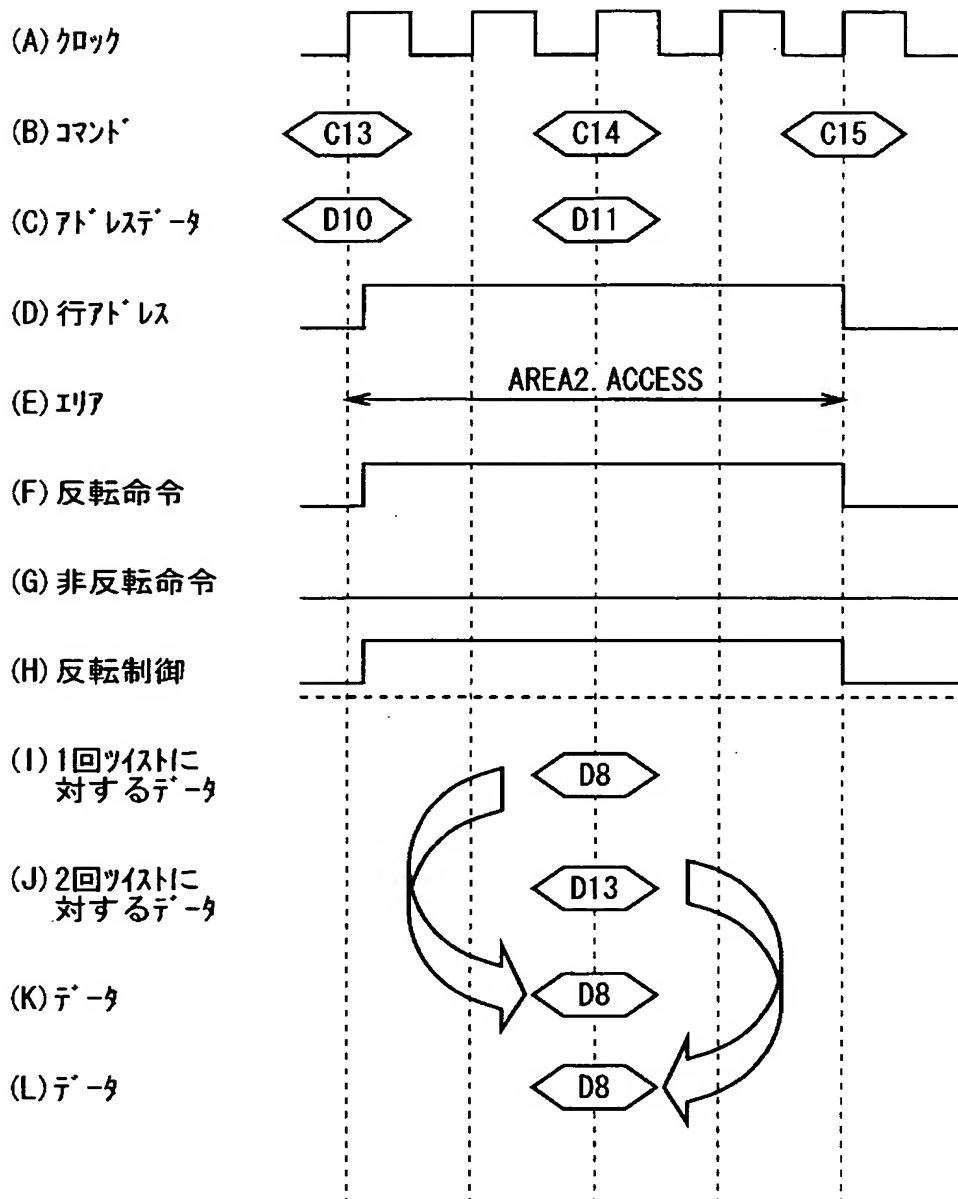 (A) クロック
(B) コマンド
C13
C14
C15
(C) アドレスデータ
D10
D11
(D) 行アドレス
(E) エリア
AREA2. ACCESS
(F) 反転命令
(G) 非反転命令
(H) 反転制御
(I) 1回ツイストに
対するデータ
D8
(J) 2回ツイストに
対するデータ
D13
(K) データ
D8
(L) データ
D8